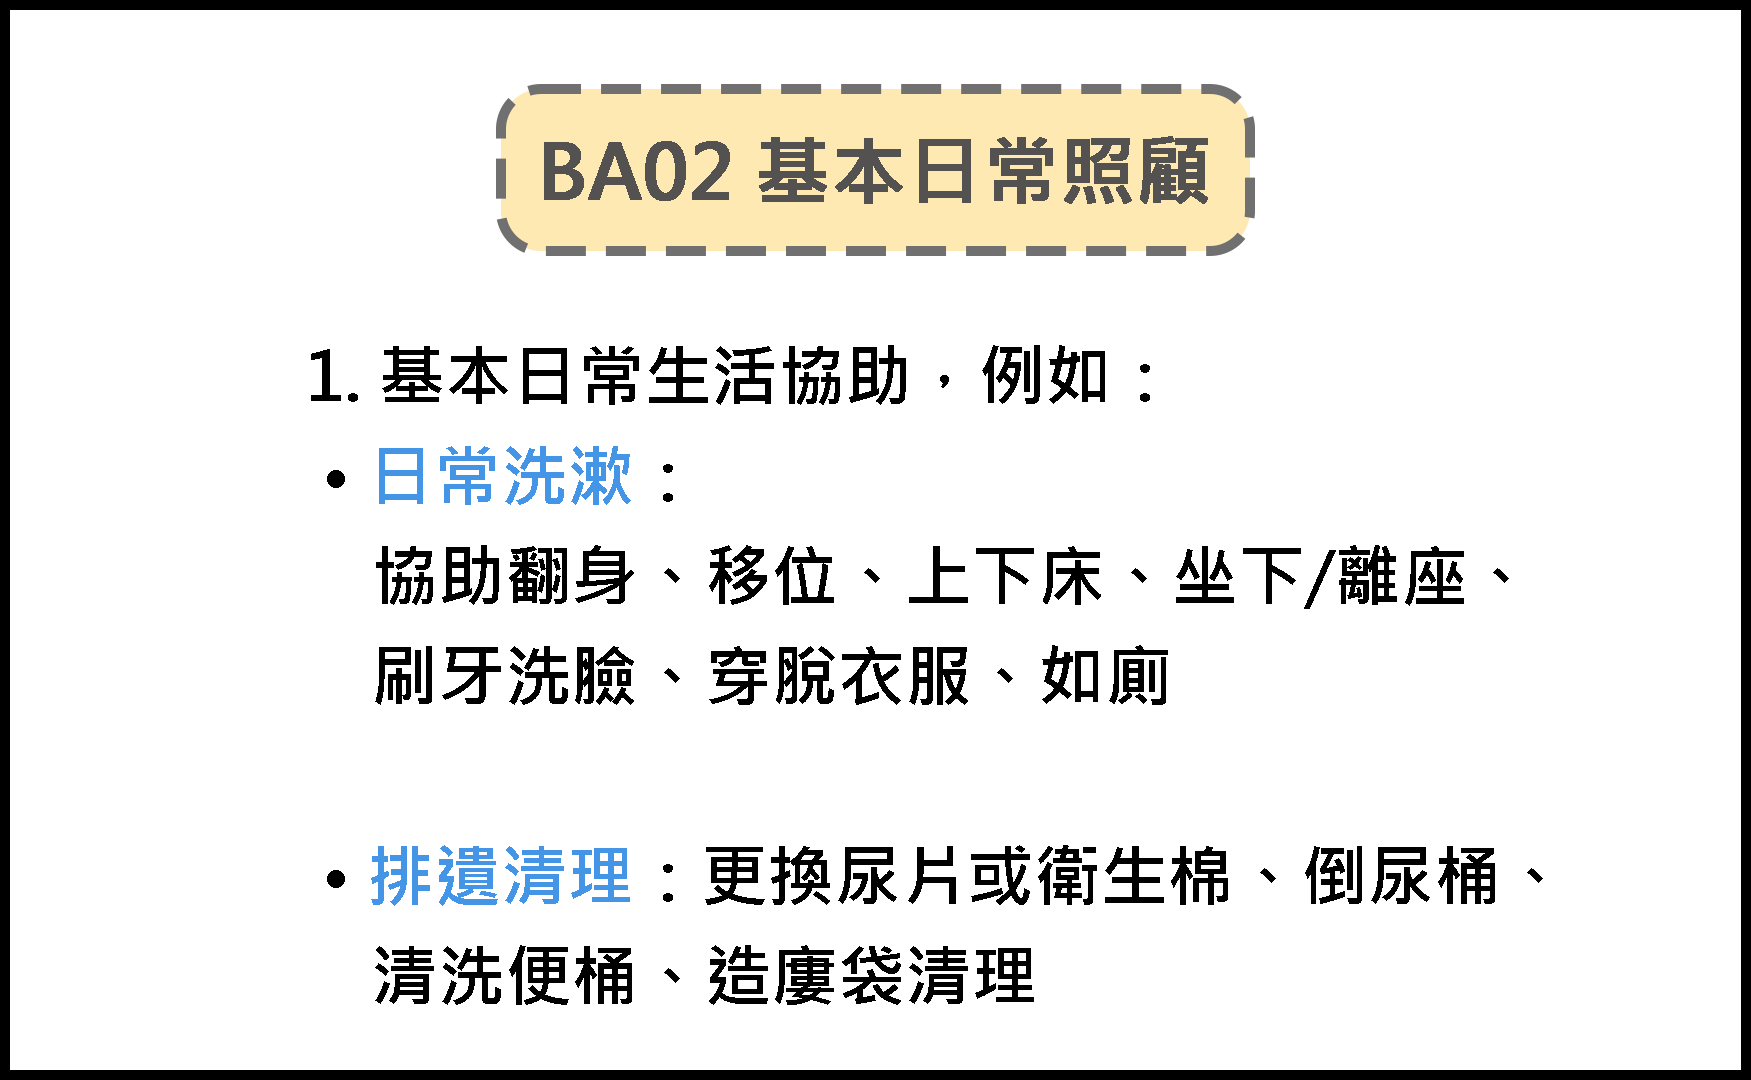 BA02 基本日常照顧
1. 基本日常生活協助，例如：
• 日常洗漱：
協助翻身、移位、上下床、坐下/離座、
刷牙洗臉、穿脫衣服、如廁
• 排遺清理：更換尿片或衛生棉、倒尿桶、
清洗便桶、造廔袋清理